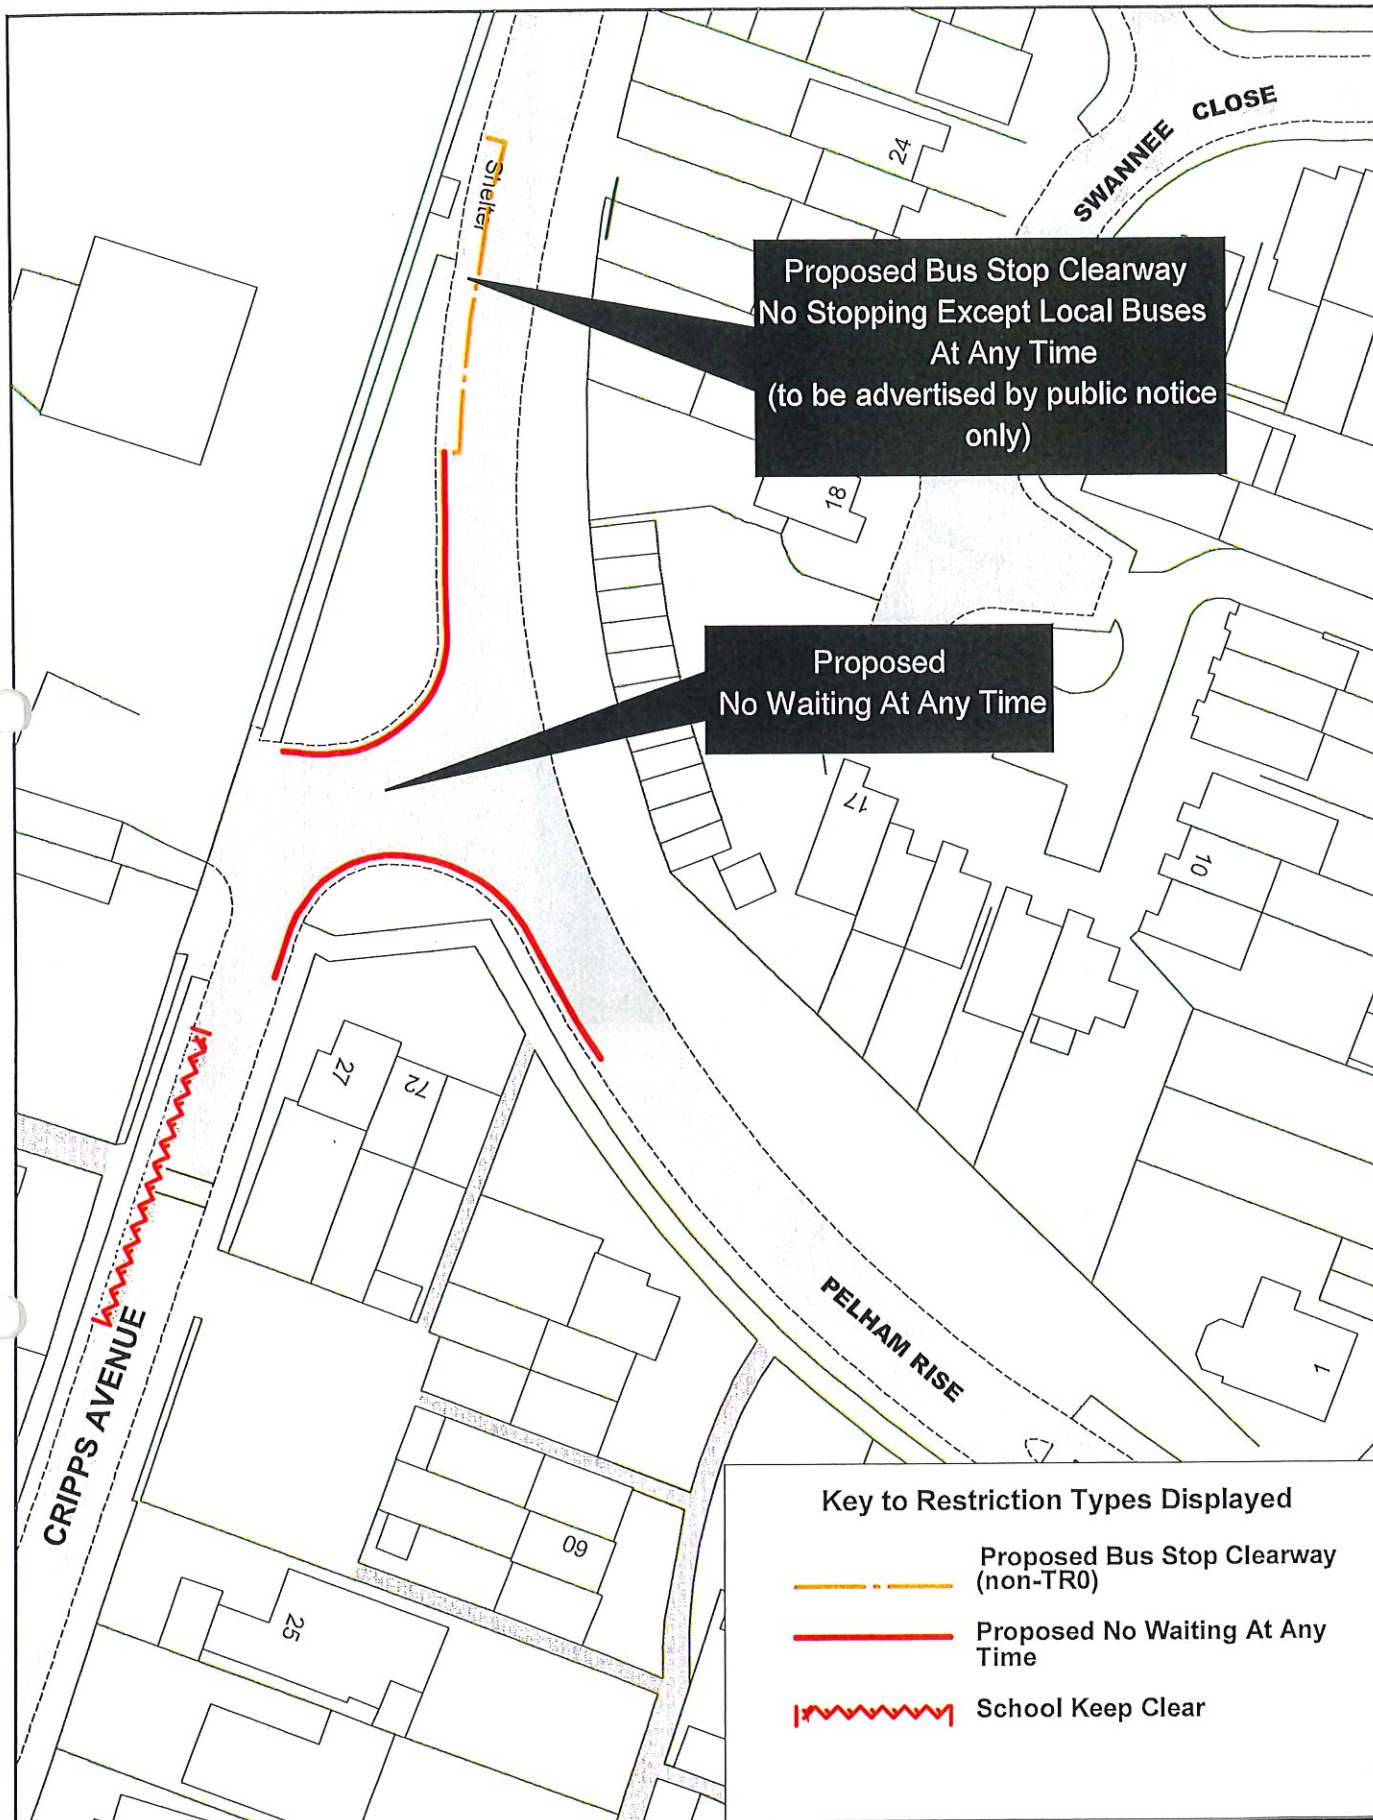 SWANNEE CLOSE
24
Shelter
Proposed Bus Stop Clearway
No Stopping Except Local Buses
At Any Time
(to be advertised by public notice
only)
18
Proposed
No Waiting At Any Time
17
10
27
72
PELHAM RISE
1
CRIPPS AVENUE
60
25
Key to Restriction Types Displayed
Proposed Bus Stop Clearway
(non-TR0)
Proposed No Waiting At Any
Time
School Keep Clear